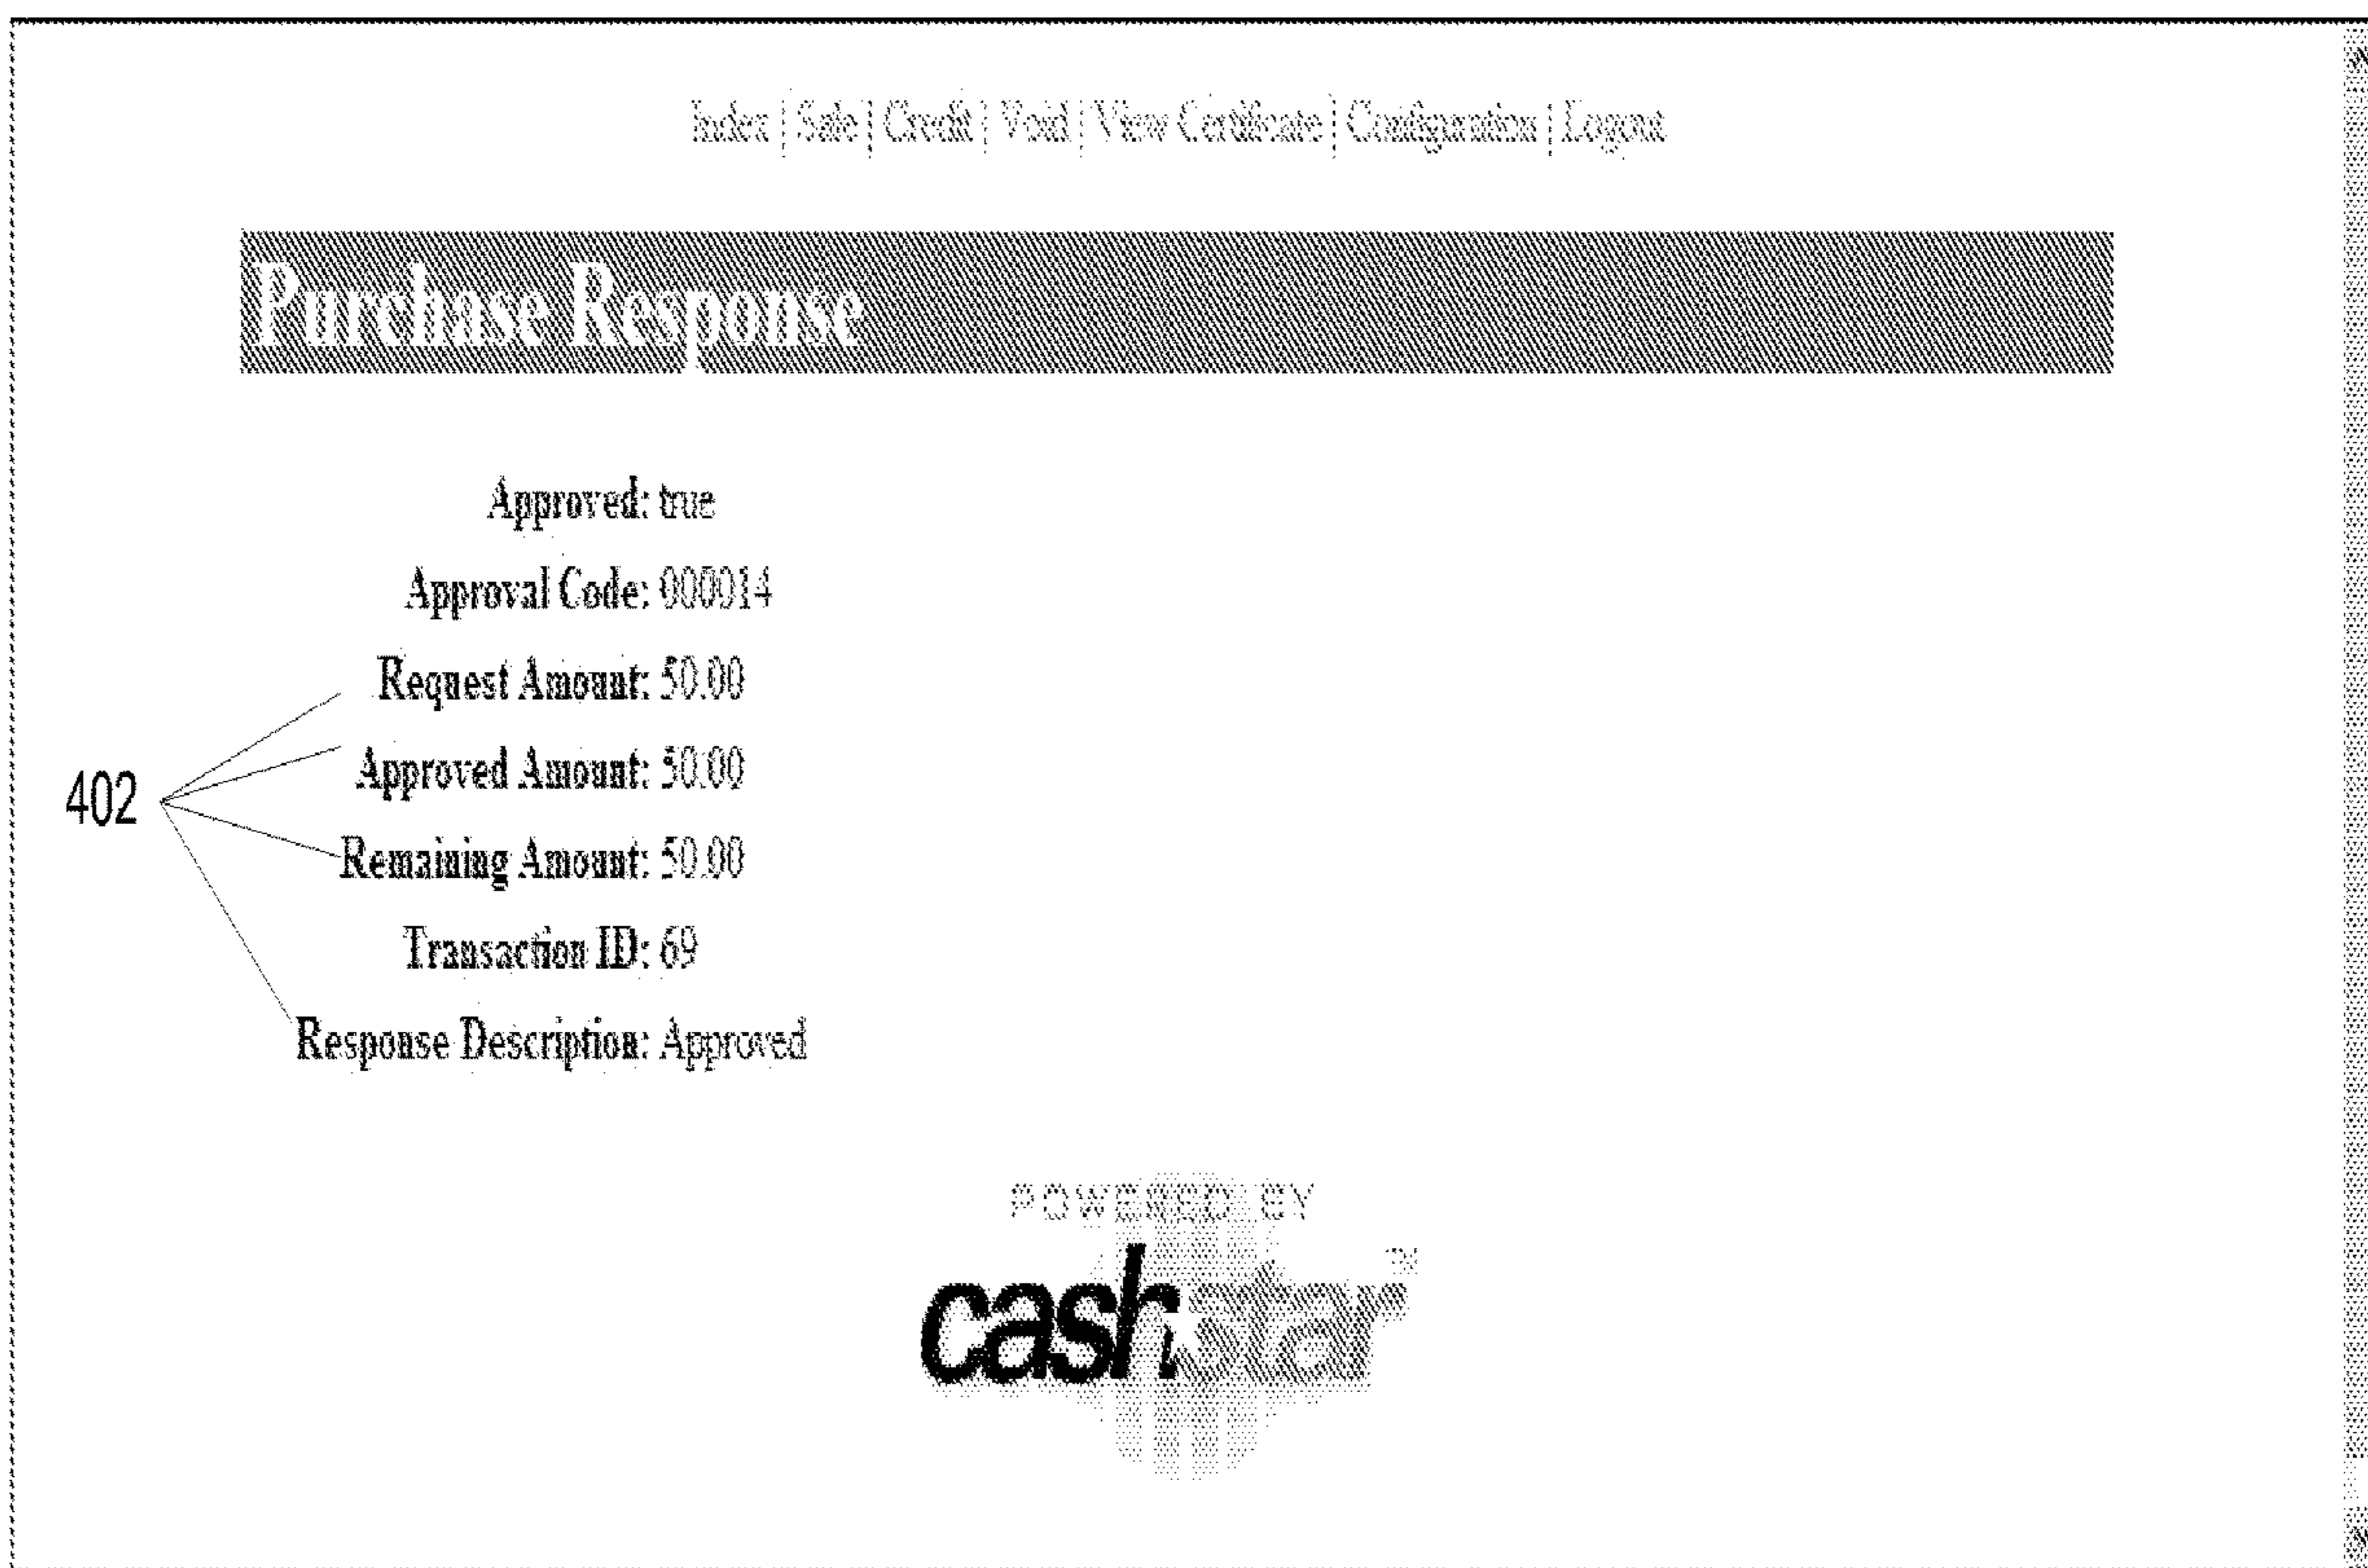 Index | Sale | Credit | Void | View Certificate | Configuration | Logout
Purchase Response
Approved: true
Approval Code: 000014
Request Amount: 50.00
Approved Amount: 50.00
402
Remaining Amount: 50.00
Transaction ID: 69
Response Description: Approved
POWERED BY
cashstar™